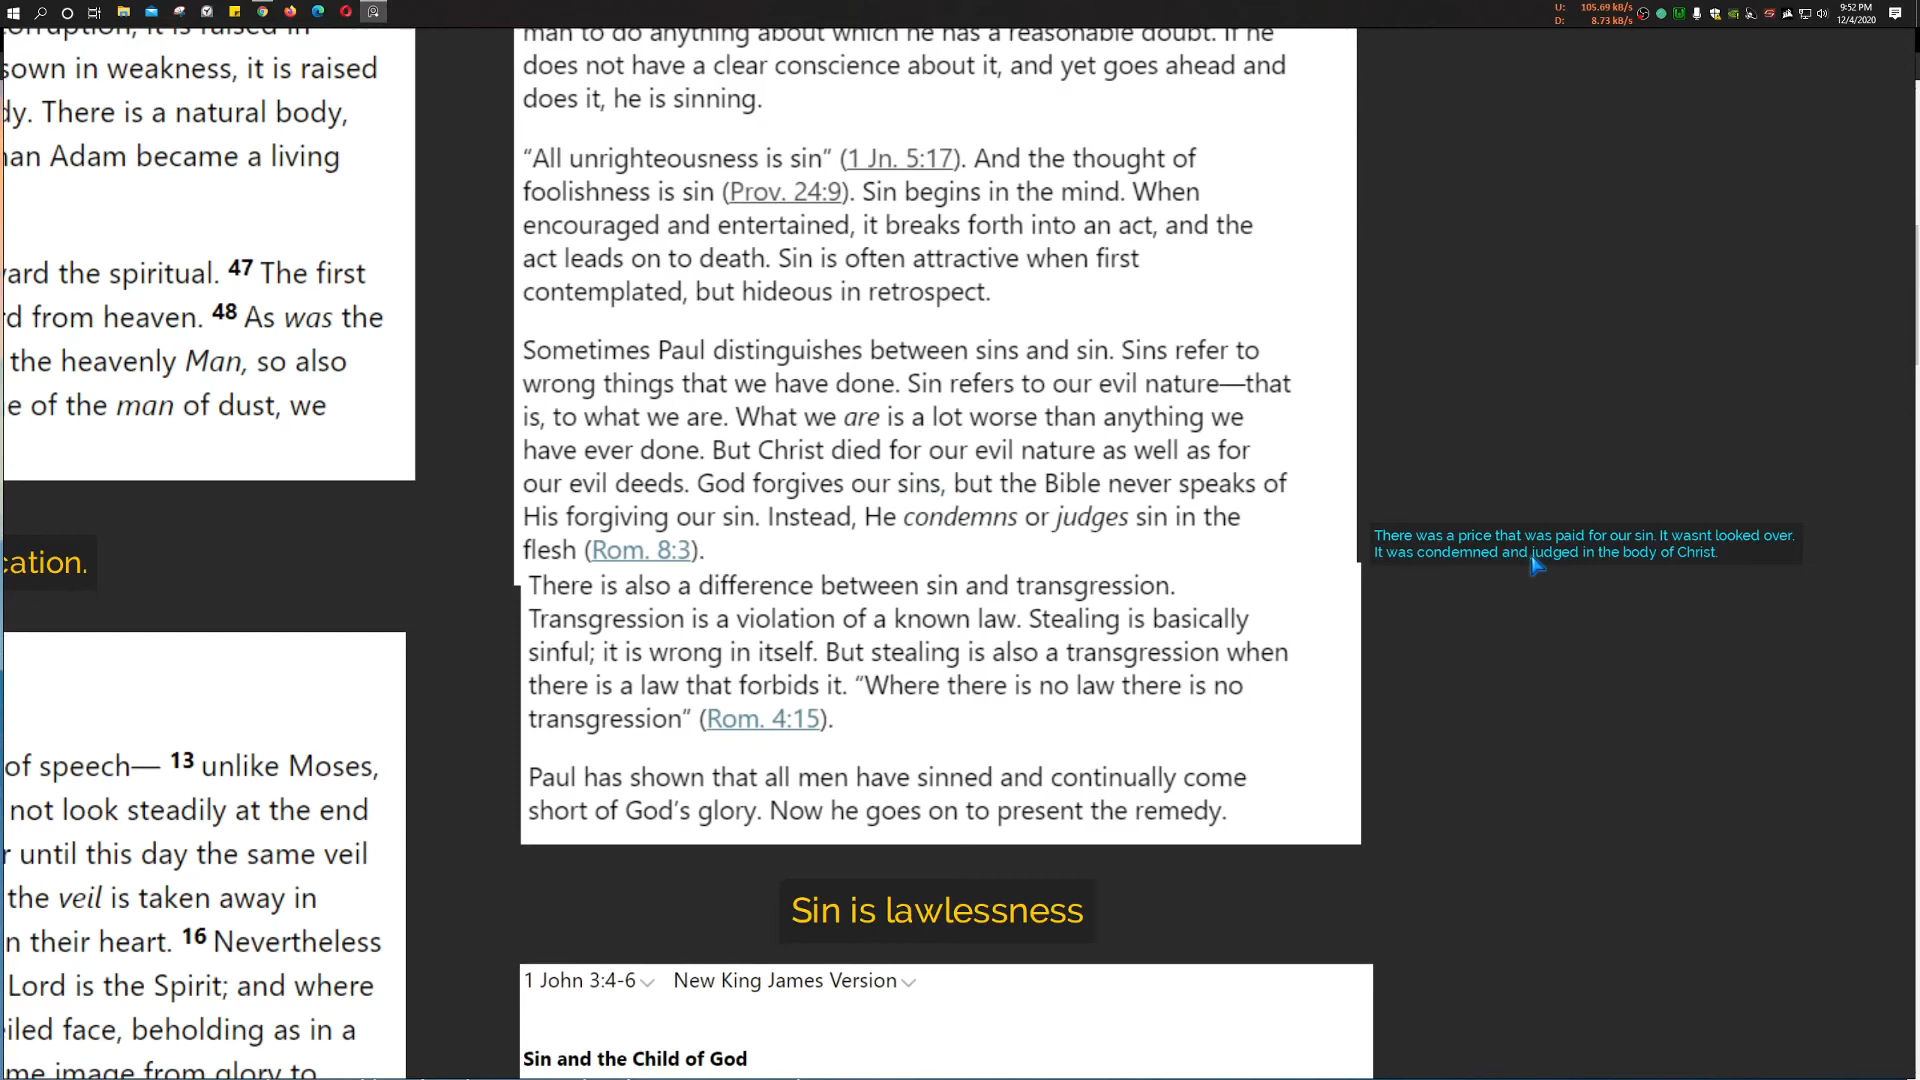 U: 105.69 kB/s
D: 8.73 kB/s
9:52 PM
12/4/2020
sown in weakness, it is raised
dy. There is a natural body,
nan Adam became a living
ard the spiritual. 47 The first
d from heaven. 48 As was the
the heavenly Man, so also
e of the man of dust, we
cation.
of speech— 13 unlike Moses,
not look steadily at the end
r until this day the same veil
the veil is taken away in
n their heart. 16 Nevertheless
Lord is the Spirit; and where
iled face, beholding as in a
me image from glory to
man to do anything about which he has a reasonable doubt. If he
does not have a clear conscience about it, and yet goes ahead and
does it, he is sinning.
“All unrighteousness is sin” (1 Jn. 5:17). And the thought of
foolishness is sin (Prov. 24:9). Sin begins in the mind. When
encouraged and entertained, it breaks forth into an act, and the
act leads on to death. Sin is often attractive when first
contemplated, but hideous in retrospect.
Sometimes Paul distinguishes between sins and sin. Sins refer to
wrong things that we have done. Sin refers to our evil nature—that
is, to what we are. What we are is a lot worse than anything we
have ever done. But Christ died for our evil nature as well as for
our evil deeds. God forgives our sins, but the Bible never speaks of
His forgiving our sin. Instead, He condemns or judges sin in the
flesh (Rom. 8:3).
There is also a difference between sin and transgression.
Transgression is a violation of a known law. Stealing is basically
sinful; it is wrong in itself. But stealing is also a transgression when
there is a law that forbids it. “Where there is no law there is no
transgression” (Rom. 4:15).
Paul has shown that all men have sinned and continually come
short of God’s glory. Now he goes on to present the remedy.
There was a price that was paid for our sin. It wasnt looked over.
It was condemned and judged in the body of Christ.
Sin is lawlessness
1 John 3:4-6 New King James Version
Sin and the Child of God